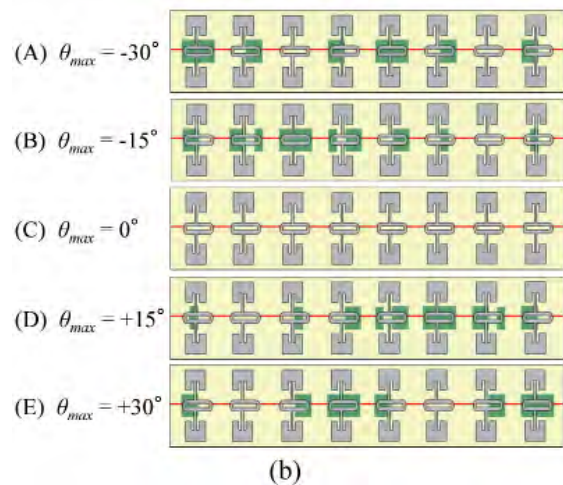 (A) θmax = -30°
(B) θmax = -15°
(C) θmax = 0°
(D) θmax = +15°
(E) θmax = +30°
(b)